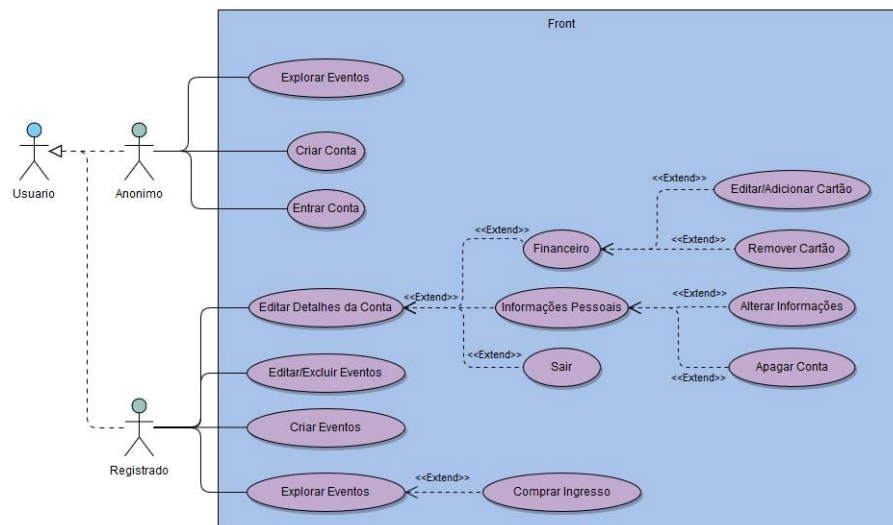 Front
Explorar Eventos
Usuario
Anonimo
Criar Conta
Entrar Conta
<<Extend>>
Editar/Adicionar Cartão
<<Extend>>
Financeiro
<<Extend>>
Remover Cartão
Editar Detalhes da Conta
<<Extend>>
Informações Pessoais
<<Extend>>
Alterar Informações
<<Extend>>
Sair
<<Extend>>
Apagar Conta
Editar/Excluir Eventos
Registrado
Criar Eventos
Explorar Eventos
<<Extend>>
Comprar Ingresso